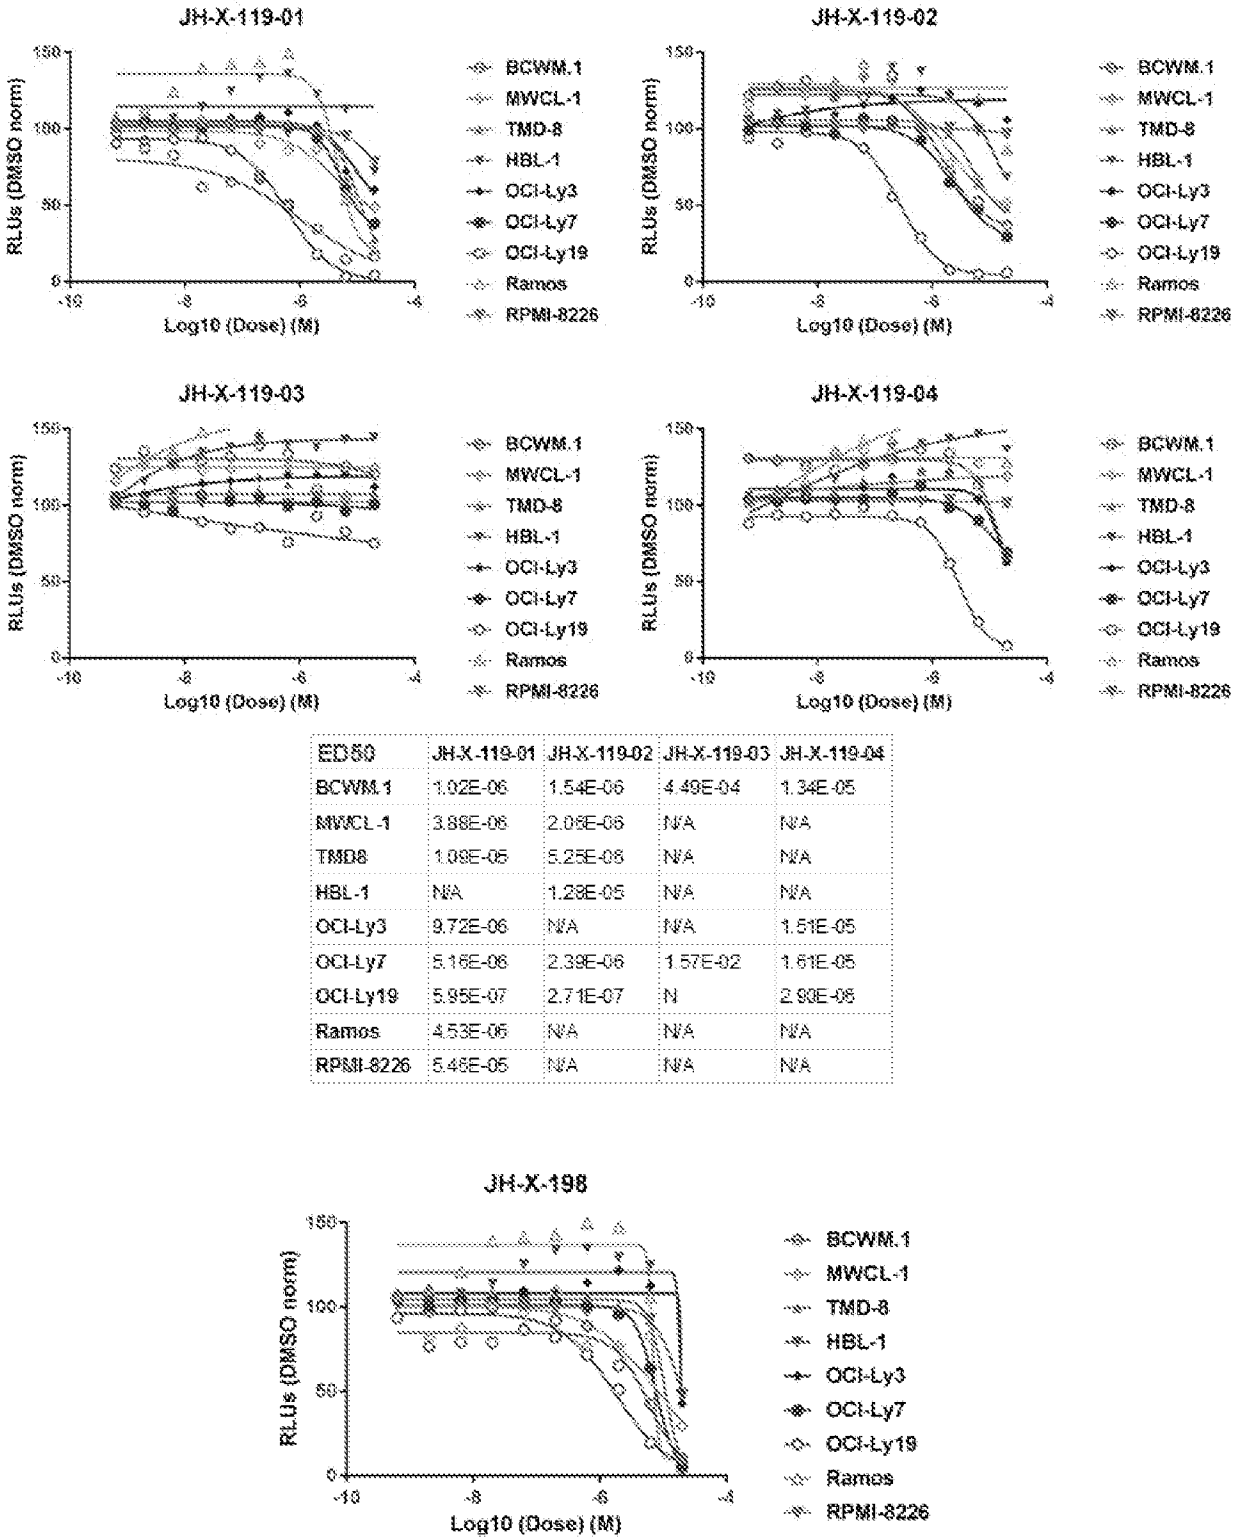 JH-X-119-01
150
100
50
0
-10
-8
-6
-4
RLUs (DMSO norm)
Log10 (Dose) (M)
BCWM.1
MWCL-1
TMD-8
HBL-1
OCI-Ly3
OCI-Ly7
OCI-Ly19
Ramos
RPMI-8226
JH-X-119-02
150
100
50
0
-10
-8
-6
-4
RLUs (DMSO norm)
Log10 (Dose) (M)
BCWM.1
MWCL-1
TMD-8
HBL-1
OCI-Ly3
OCI-Ly7
OCI-Ly19
Ramos
RPMI-8226
JH-X-119-03
150
100
50
0
-10
-8
-6
-4
RLUs (DMSO norm)
Log10 (Dose) (M)
BCWM.1
MWCL-1
TMD-8
HBL-1
OCI-Ly3
OCI-Ly7
OCI-Ly19
Ramos
RPMI-8226
JH-X-119-04
150
100
50
0
-10
-8
-6
-4
RLUs (DMSO norm)
Log10 (Dose) (M)
BCWM.1
MWCL-1
TMD-8
HBL-1
OCI-Ly3
OCI-Ly7
OCI-Ly19
Ramos
RPMI-8226
ED50 JH-X-119-01 JH-X-119-02 JH-X-119-03 JH-X-119-04
BCWM.1 1.02E-06 1.54E-06 4.49E-04 1.34E-05
MWCL-1 3.88E-06 2.06E-06 N/A N/A
TMD8 N/A N/A
HBL-1 N/A 1.28E-05 N/A N/A
OCI-Ly3 9.72E-06 N/A N/A 1.51E-05
OCI-Ly7 5.16E-06 2.39E-06 1.57E-02 1.61E-05
OCI-Ly19 5.95E-07 2.71E-07 N
Ramos 4.53E-06 N/A N/A N/A
RPMI-8226 N/A N/A N/A
JH-X-198
150
100
50
0
-10
-8
-6
-4
RLUs (DMSO norm)
Log10 (Dose) (M)
BCWM.1
MWCL-1
TMD-8
HBL-1
OCI-Ly3
OCI-Ly7
OCI-Ly19
Ramos
RPMI-8226